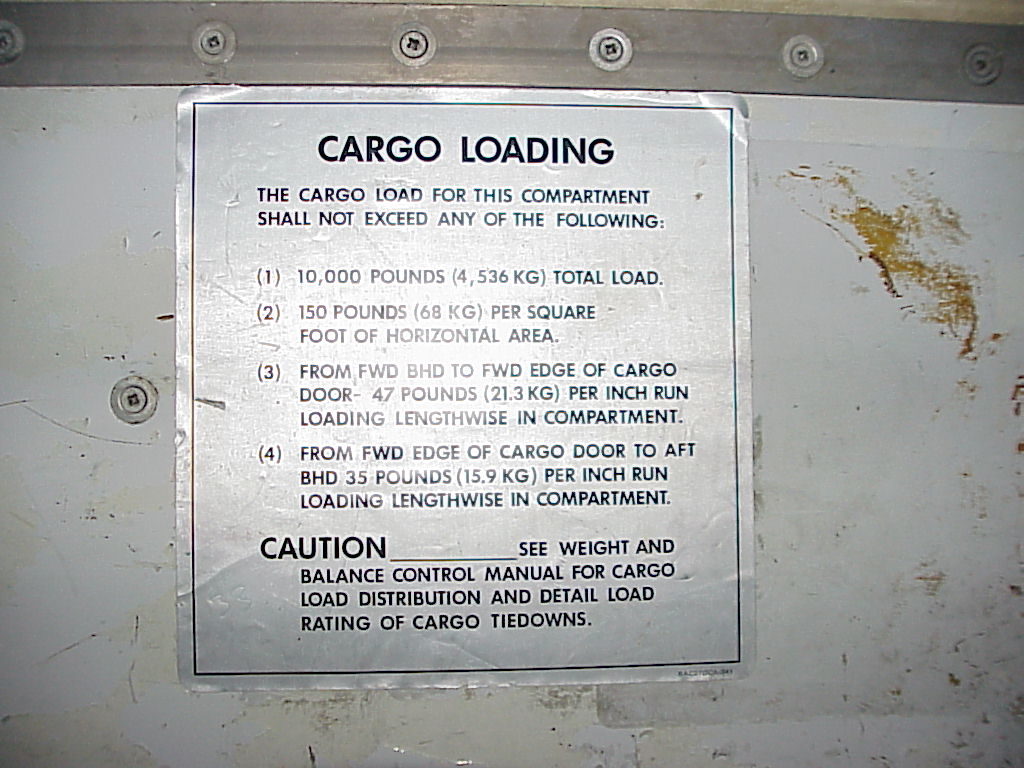 CARGO LOADING
THE CARGO LOAD FOR THIS COMPARTMENT
SHALL NOT EXCEED ANY OF THE FOLLOWING:
(1) 10,000 POUNDS (4,536 KG) TOTAL LOAD.
(2) 150 POUNDS (68 KG) PER SQUARE
FOOT OF HORIZONTAL AREA.
(3) FROM FWD BHD TO FWD EDGE OF CARGO
DOOR- 47 POUNDS (21.3 KG) PER INCH RUN
LOADING LENGTHWISE IN COMPARTMENT.
(4) FROM FWD EDGE OF CARGO DOOR TO AFT
BHD 35 POUNDS (15.9 KG) PER INCH RUN
LOADING LENGTHWISE IN COMPARTMENT.
CAUTION__________SEE WEIGHT AND
BALANCE CONTROL MANUAL FOR CARGO
LOAD DISTRIBUTION AND DETAIL LOAD
RATING OF CARGO TIEDOWNS.